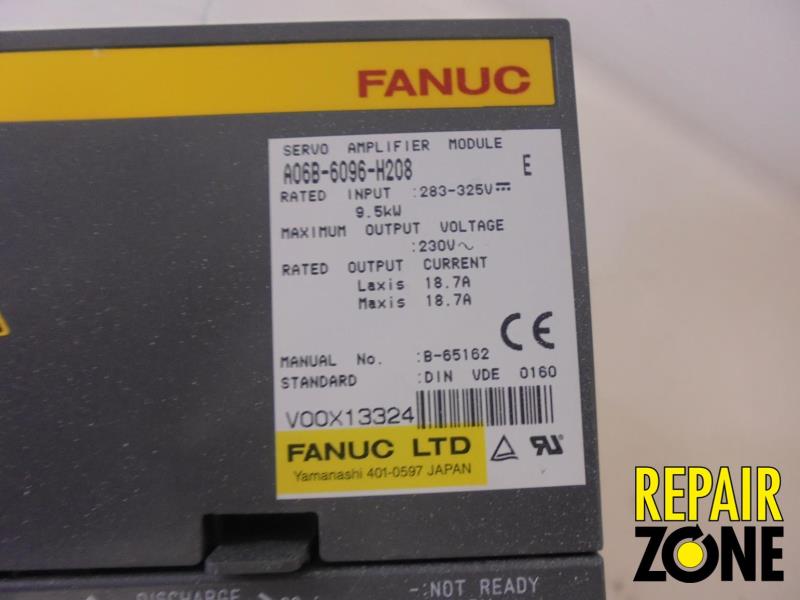 FANUC
SERVO AMPLIFIER MODULE
A06B-6096-H208 E
RATED INPUT :283-325V
9.5kW
MAXIMUM OUTPUT VOLTAGE
:230V~
RATED OUTPUT CURRENT
Laxis 18.7A
Maxis 18.7A
CE
MANUAL No. :B-65162
STANDARD :DIN VDE 0160
V00X13324
FANUC LTD
Yamanashi 401-0597 JAPAN
REPAIR
ZONE
DISCHARGE
-:NOT READY